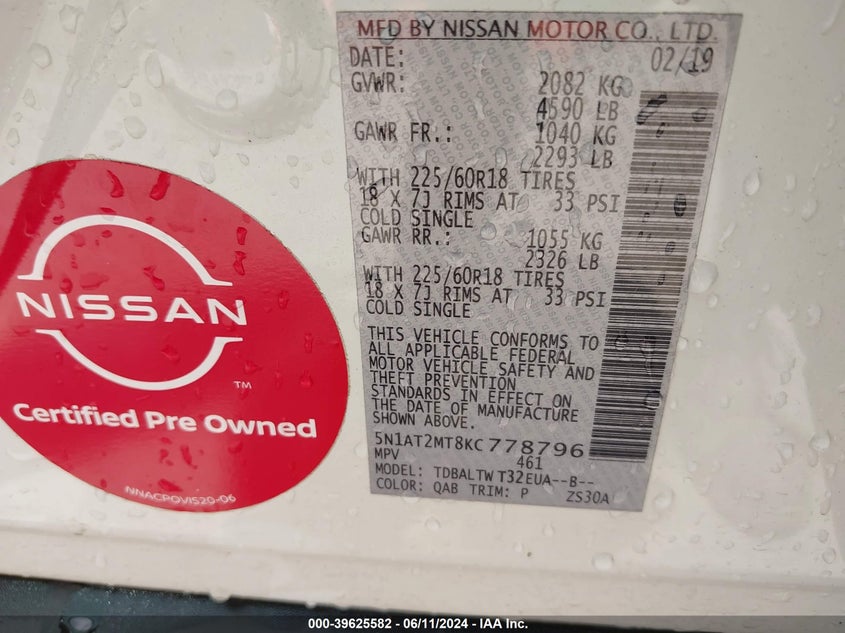 MFD BY NISSAN MOTOR CO., LTD.
DATE: 02/19
GVWR: 2082 KG
4590 LB
GAWR FR.: 1040 KG
2293 LB
WITH 225/60R18 TIRES
18 X 7J RIMS AT 33 PSI
COLD SINGLE
GAWR RR.: 1055 KG
2326 LB
WITH 225/60R18 TIRES
18 X 7J RIMS AT 33 PSI
COLD SINGLE
THIS VEHICLE CONFORMS TO
ALL APPLICABLE FEDERAL
MOTOR VEHICLE SAFETY AND
THEFT PREVENTION
STANDARDS IN EFFECT ON
THE DATE OF MANUFACTURE
SHOWN ABOVE.
5N1AT2MT8KC778796
MPV 461
MODEL: TDBALTW T32EUA--B--
COLOR: QAB TRIM: P ZS30A
NISSAN
TM
Certified Pre Owned
NNACPOVIS20-06
000-39625582 - 06/11/2024 - IAA Inc.